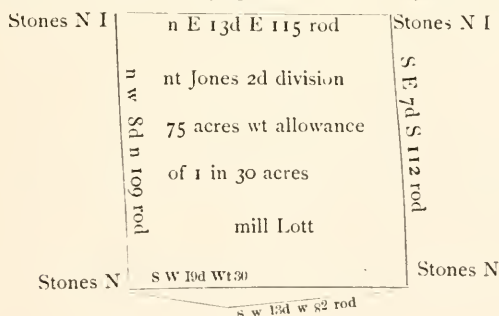 Stones N I
n E 13d E 115 rod
Stones N I
nt Jones 2d division
75 acres wt allowance
of 1 in 30 acres
mill Lott
n w 8d n 109 rod
S E 7d S 112 rod
Stones N
S W 19d Wt 30
Stones N
S w 13d w 82 rod